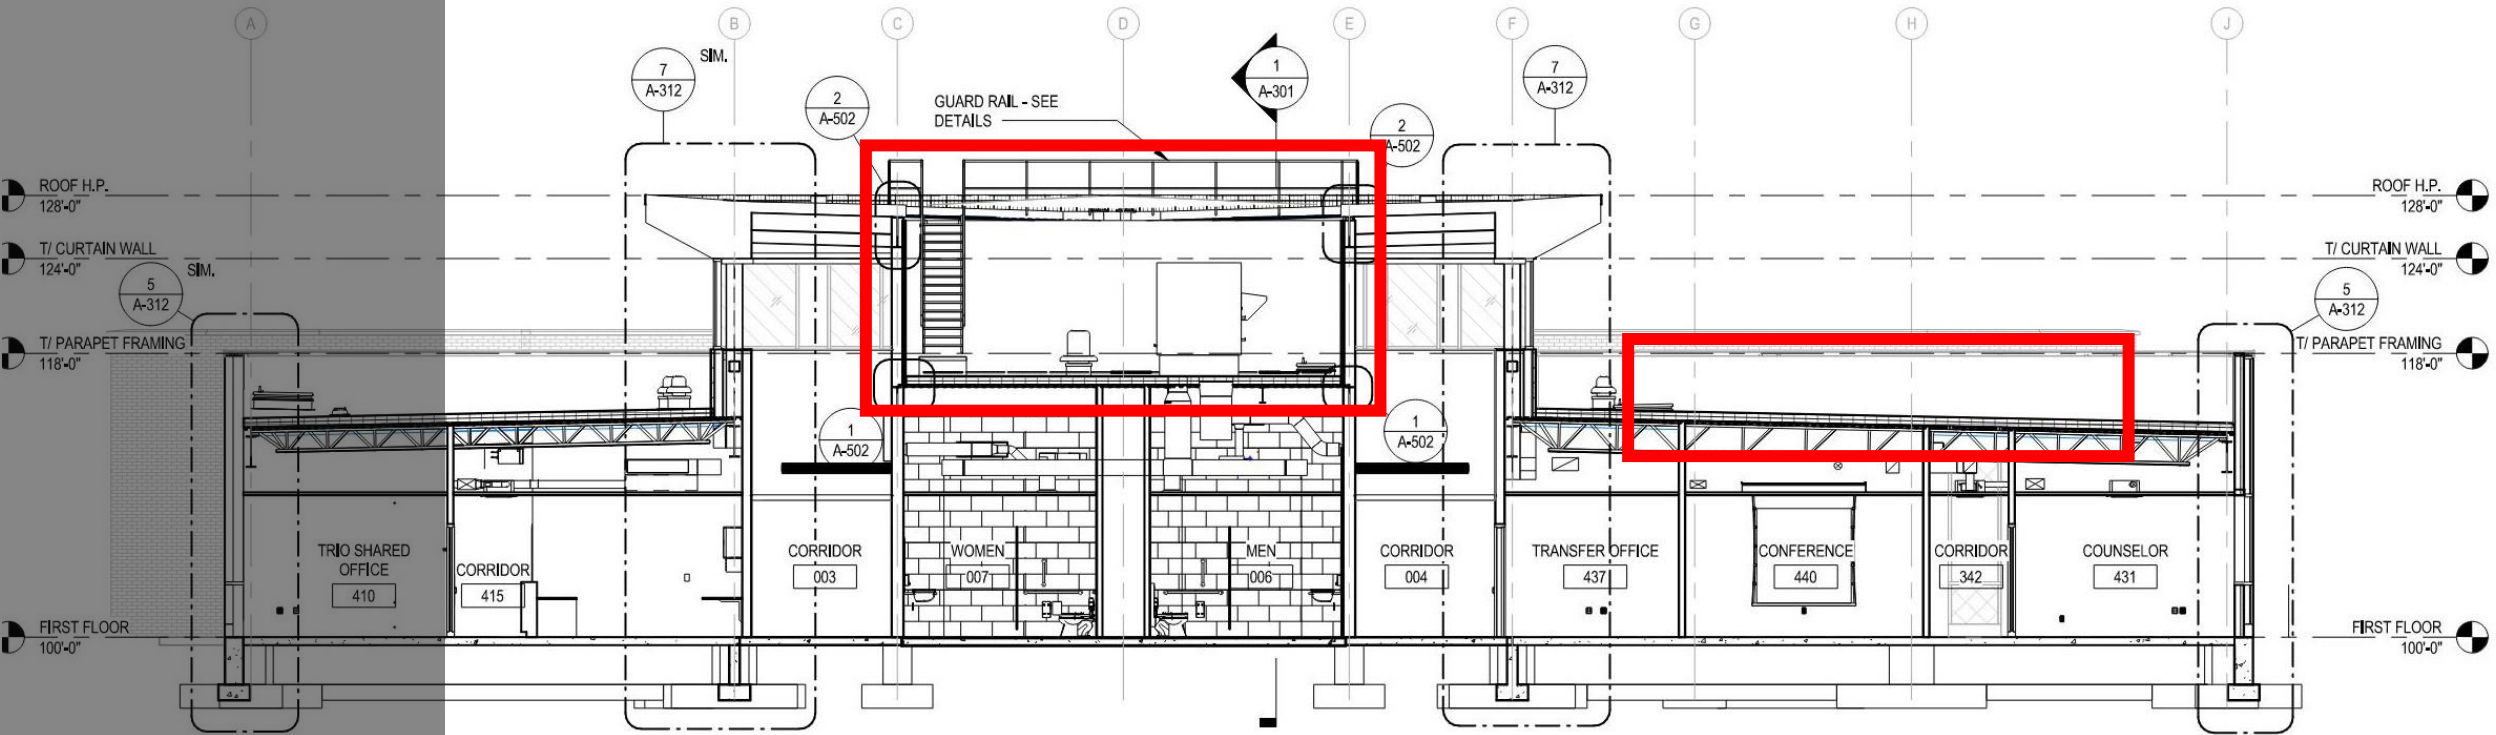 A
B
C
D
E
F
G
H
J
7
A-312
SIM.
2
A-502
GUARD RAIL - SEE
DETAILS
1
A-301
2
A-502
7
A-312
ROOF H.P.
128'-0"
T/ CURTAIN WALL
124'-0"
5
A-312
SIM.
T/ PARAPET FRAMING
118'-0"
FIRST FLOOR
100'-0"
ROOF H.P.
128'-0"
T/ CURTAIN WALL
124'-0"
5
A-312
T/ PARAPET FRAMING
118'-0"
FIRST FLOOR
100'-0"
1
A-502
1
A-502
TRIO SHARED
OFFICE
410
CORRIDOR
415
CORRIDOR
003
WOMEN
007
MEN
006
CORRIDOR
004
TRANSFER OFFICE
437
CONFERENCE
440
CORRIDOR
342
COUNSELOR
431